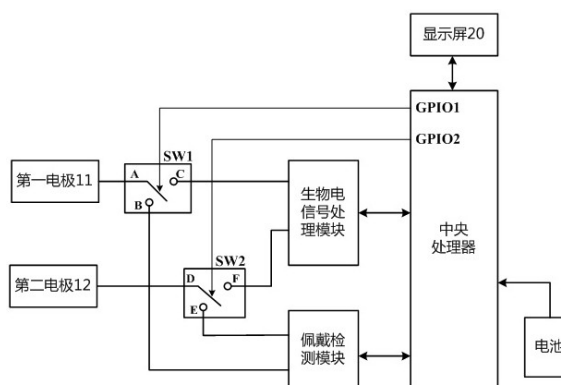 显示屏20
GPIO1
GPIO2
SW1
第一电极11
A
C
B
生物电
信号处
理模块
中央
处理器
SW2
第二电极12
D
F
E
佩戴检
测模块
电池